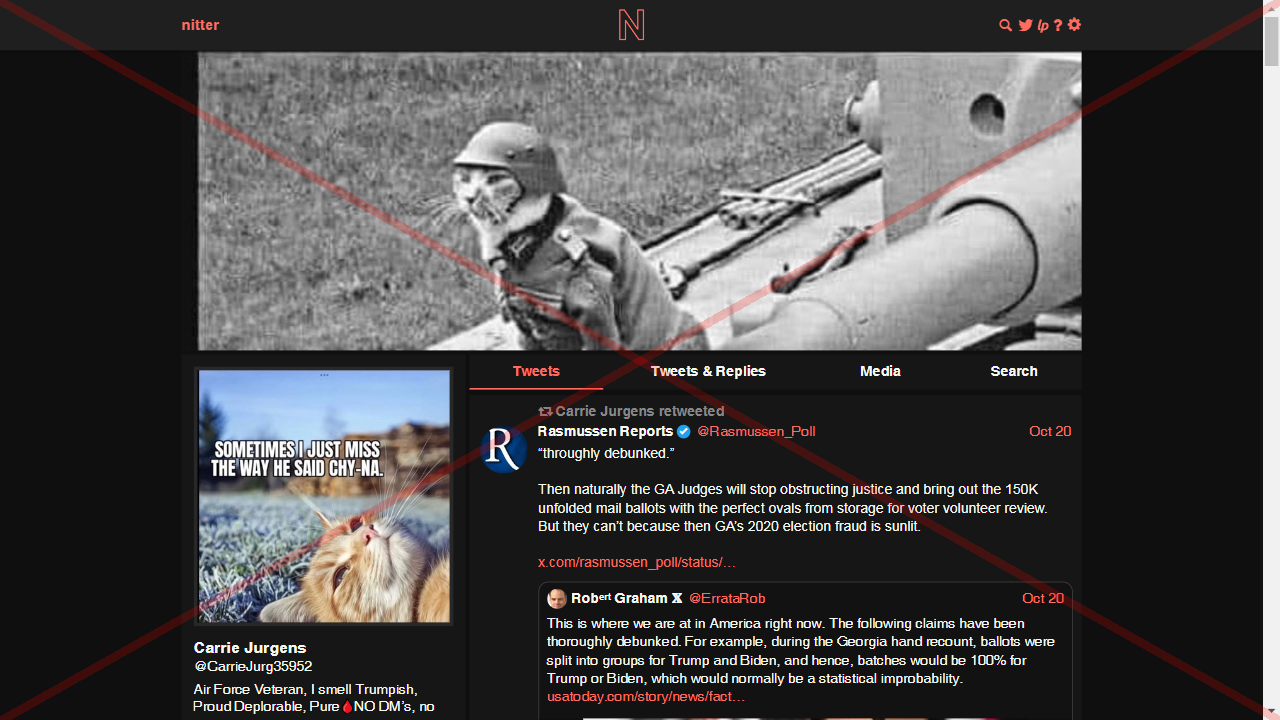 nitter
N
lp ?
SOMETIMES I JUST MISS
THE WAY HE SAID CHY-NA.
Carrie Jurgens
@CarrieJurg35952
Air Force Veteran, I smell Trumpish,
Proud Deplorable, Pure🩸NO DM's, no
Tweets
Tweets & Replies
Media
Search
Carrie Jurgens retweeted
R
Rasmussen Reports @Rasmussen_Poll Oct 20
“throughly debunked.”
Then naturally the GA Judges will stop obstructing justice and bring out the 150K
unfolded mail ballots with the perfect ovals from storage for voter volunteer review.
But they can’t because then GA’s 2020 election fraud is sunlit.
x.com/rasmussen_poll/status/…
Robᵉʳᵗ Graham 𝕏 @ErrataRob Oct 20
This is where we are at in America right now. The following claims have been
thoroughly debunked. For example, during the Georgia hand recount, ballots were
split into groups for Trump and Biden, and hence, batches would be 100% for
Trump or Biden, which would normally be a statistical improbability.
usatoday.com/story/news/fact…